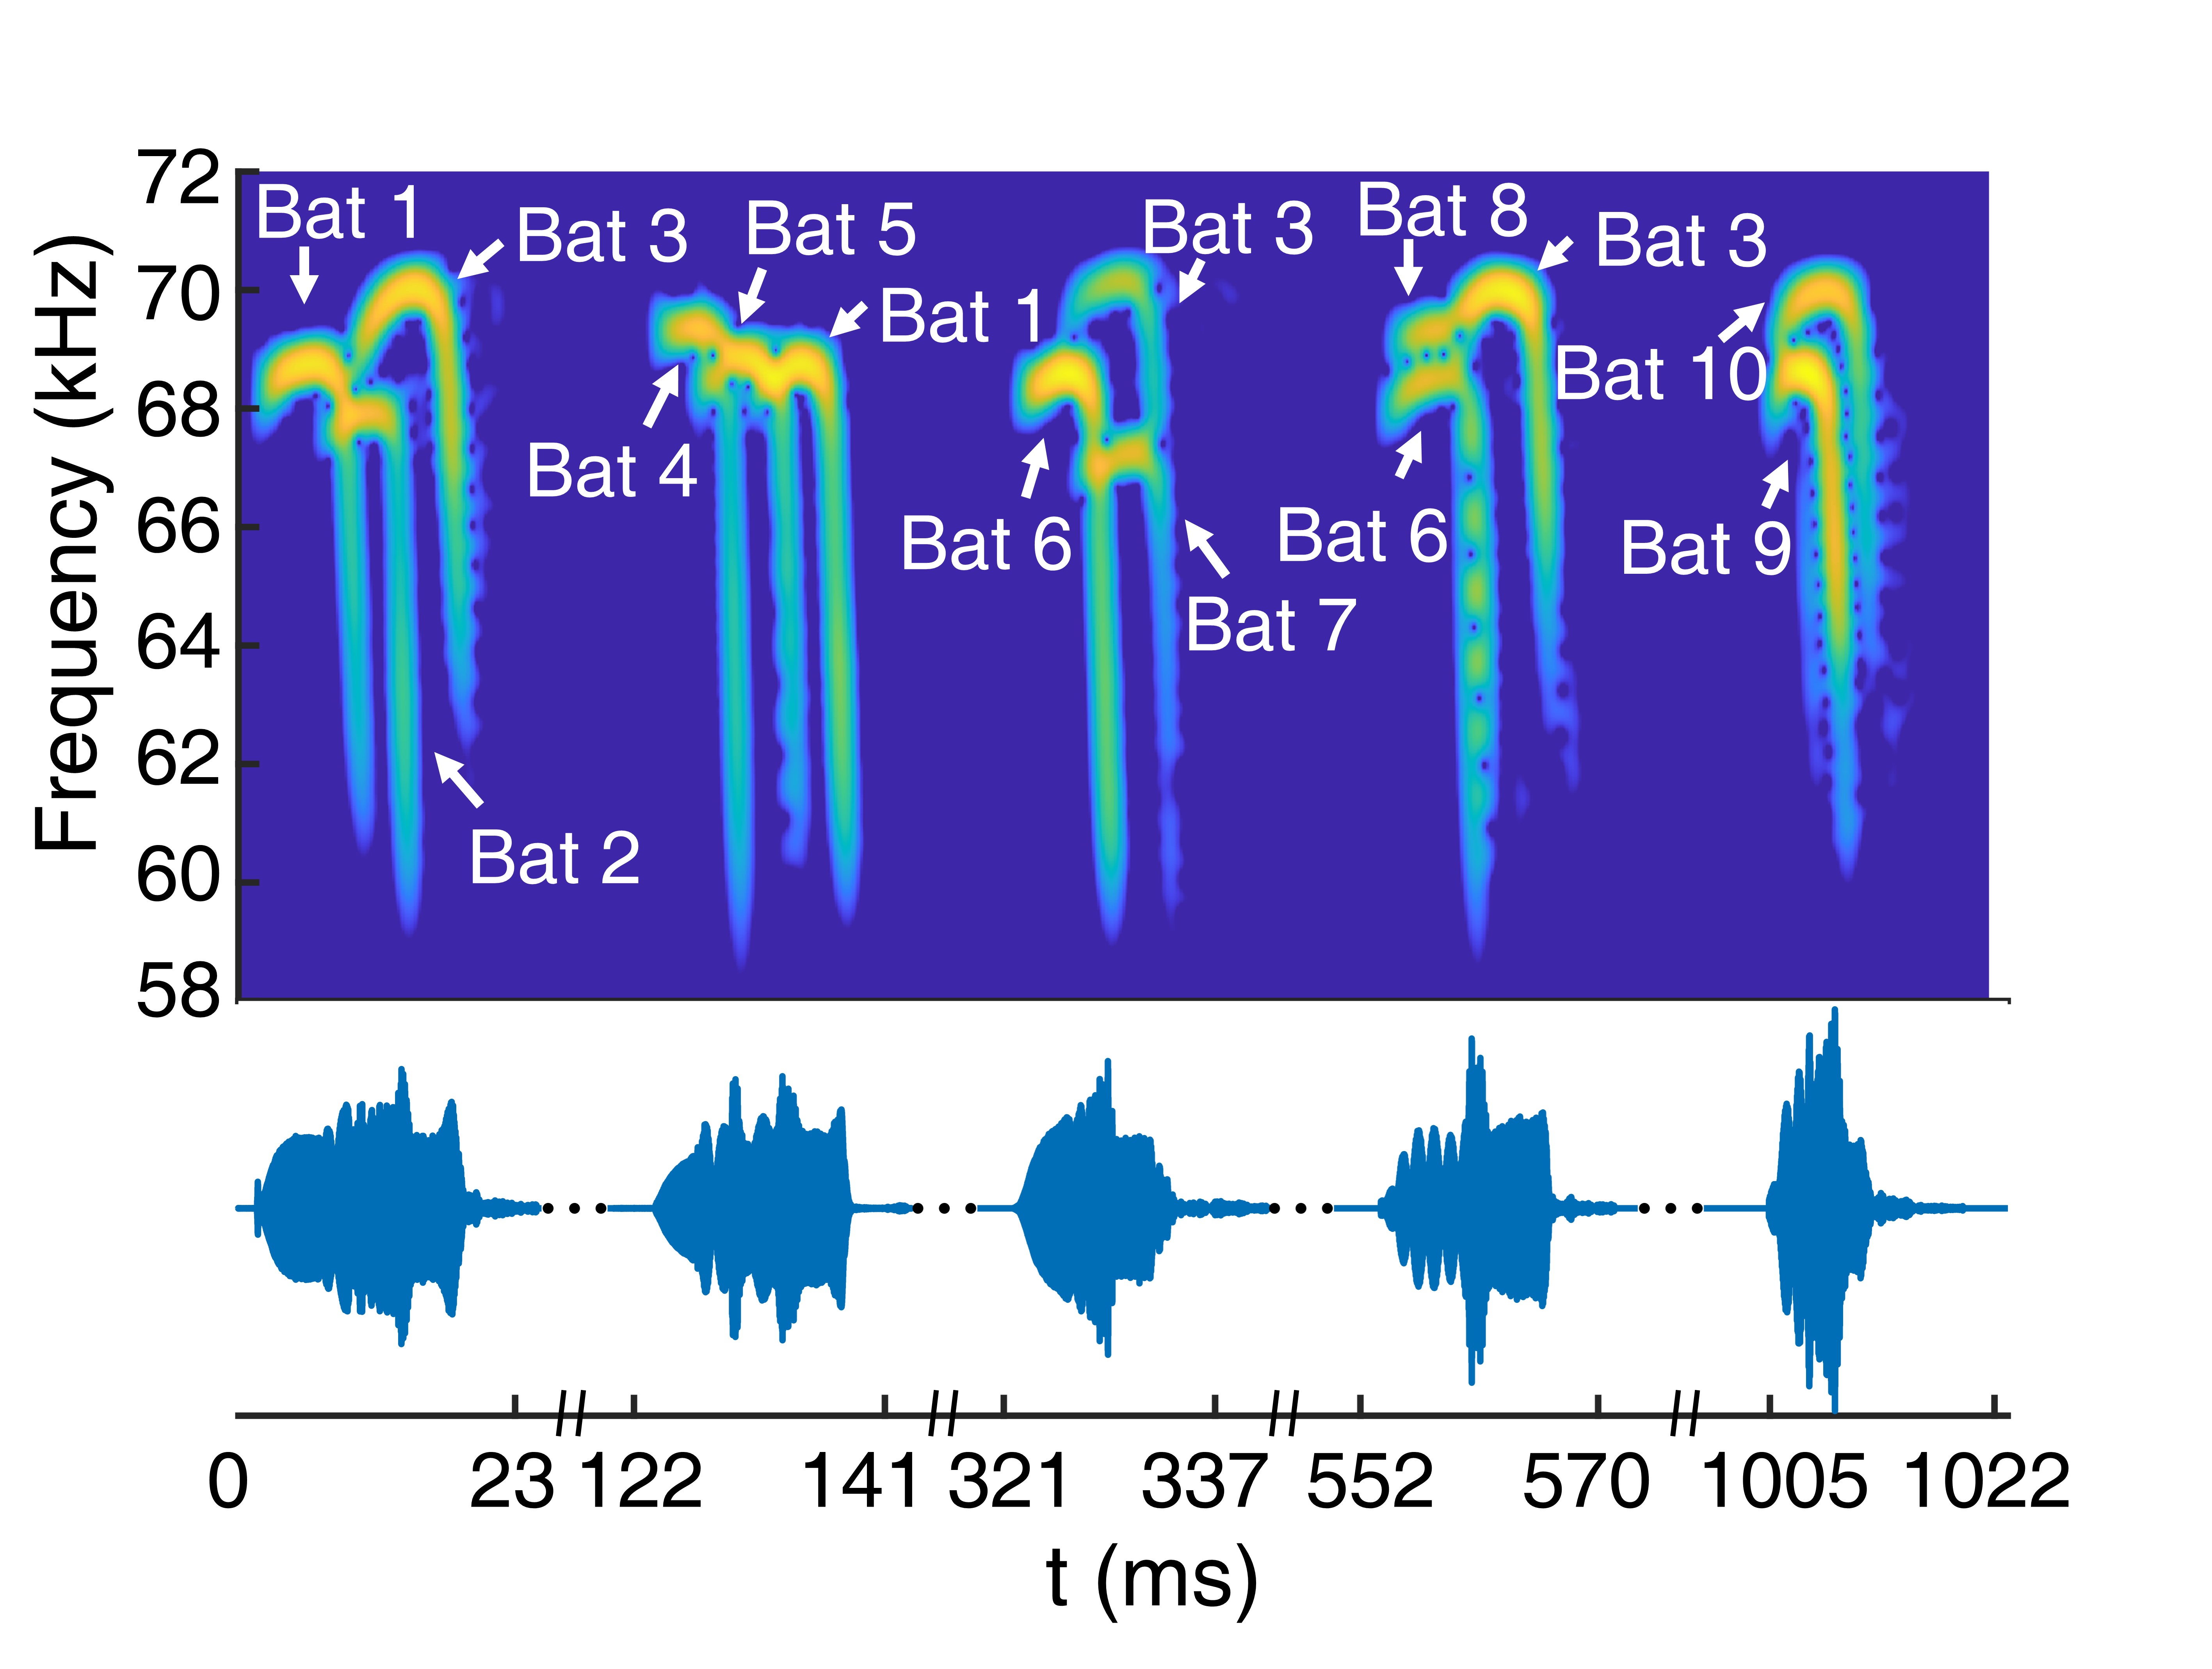 Frequency (kHz)
72
70
68
66
64
62
60
58
Bat 1
Bat 3
Bat 5
Bat 1
Bat 4
Bat 2
Bat 3
Bat 6
Bat 7
Bat 8
Bat 3
Bat 6
Bat 10
Bat 9
0 23 122 141 321 337 552 570 1005 1022
t (ms)